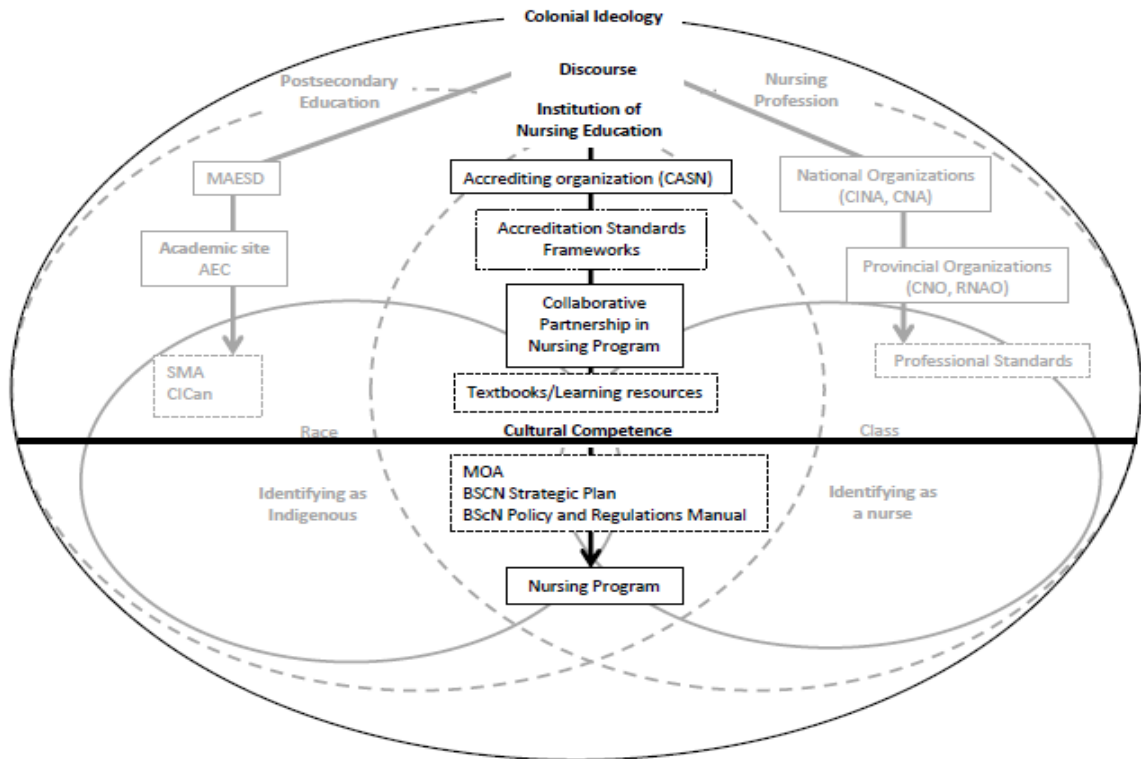 Colonial Ideology
Discourse
Postsecondary
Education
Nursing
Profession
Institution of
Nursing Education
MAESD
Accrediting organization (CASN)
National Organizations
(CINA, CNA)
Accreditation Standards
Frameworks
Academic site
AEC
Provincial Organizations
(CNO, RNAO)
Collaborative
Partnership in
Nursing Program
SMA
CICan
Professional Standards
Textbooks/Learning resources
Race
Cultural Competence
Class
MOA
BSCN Strategic Plan
BScN Policy and Regulations Manual
Identifying as
Indigenous
Identifying as
a nurse
Nursing Program